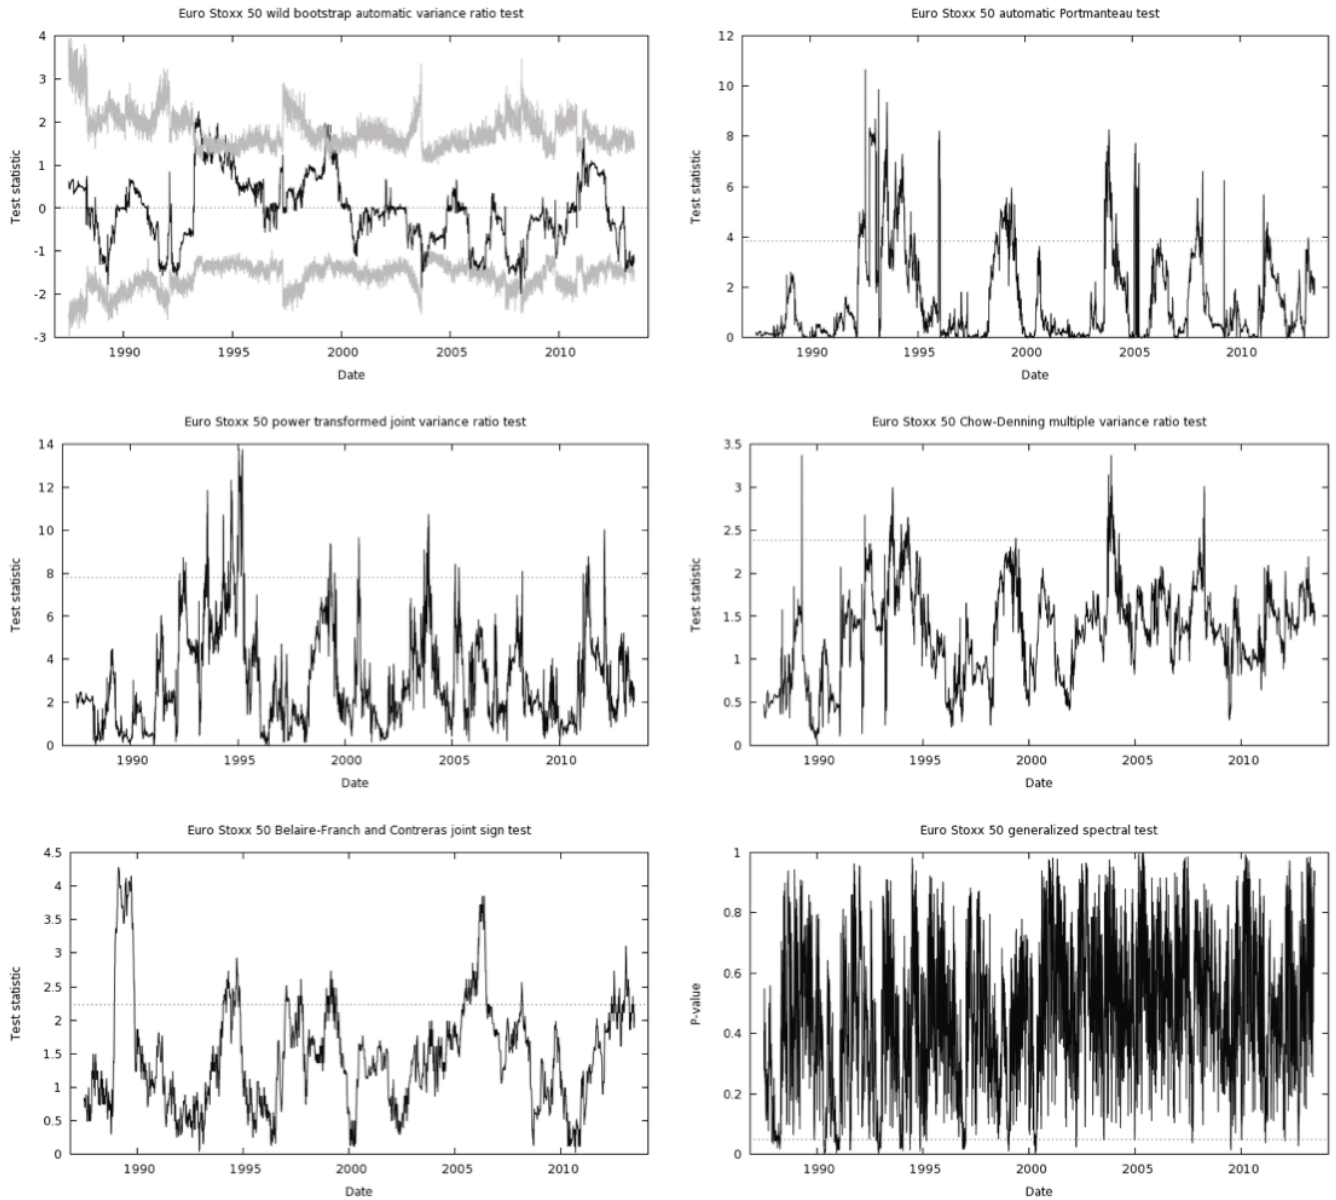 Euro Stoxx 50 wild bootstrap automatic variance ratio test
4
3
2
1
0
-1
-2
-3
Test statistic
1990 1995 2000 2005 2010
Date
Euro Stoxx 50 automatic Portmanteau test
12
10
8
6
4
2
0
Test statistic
1990 1995 2000 2005 2010
Date
Euro Stoxx 50 power transformed joint variance ratio test
14
12
10
8
6
4
2
0
Test statistic
1990 1995 2000 2005 2010
Date
Euro Stoxx 50 Chow-Denning multiple variance ratio test
3.5
3
2.5
2
1.5
1
0.5
0
Test statistic
1990 1995 2000 2005 2010
Date
Euro Stoxx 50 Belaire-Franch and Contreras joint sign test
4.5
4
3.5
3
2.5
2
1.5
1
0.5
0
Test statistic
1990 1995 2000 2005 2010
Date
Euro Stoxx 50 generalized spectral test
1
0.8
0.6
0.4
0.2
0
P-value
1990 1995 2000 2005 2010
Date